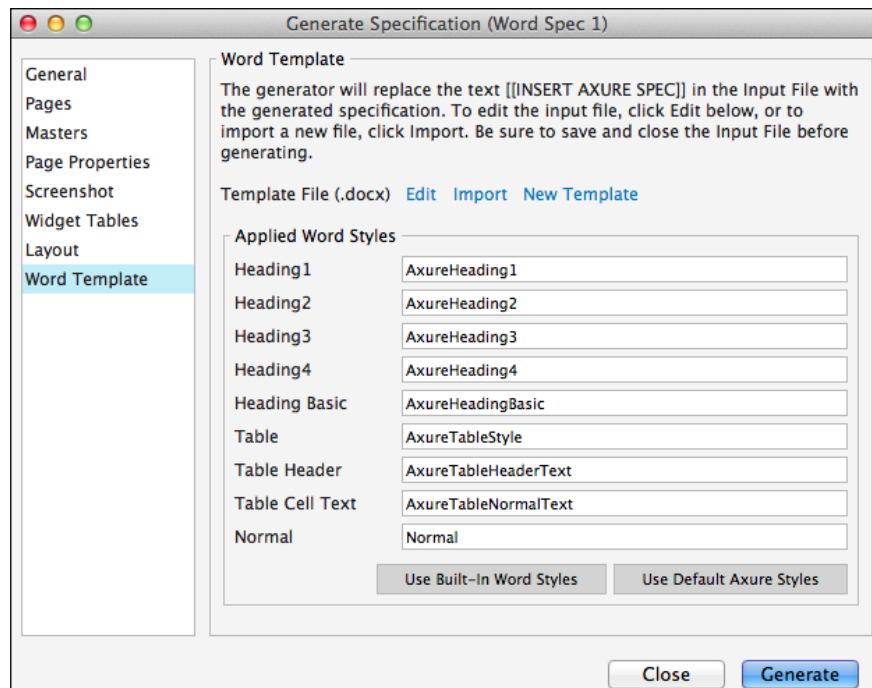 Generate Specification (Word Spec 1)
General
Pages
Masters
Page Properties
Screenshot
Widget Tables
Layout
Word Template
Word Template
The generator will replace the text [[INSERT AXURE SPEC]] in the Input File with
the generated specification. To edit the input file, click Edit below, or to
import a new file, click Import. Be sure to save and close the Input File before
generating.
Template File (.docx) Edit Import New Template
Applied Word Styles
Heading1 AxureHeading1
Heading2 AxureHeading2
Heading3 AxureHeading3
Heading4 AxureHeading4
Heading Basic AxureHeadingBasic
Table AxureTableStyle
Table Header AxureTableHeaderText
Table Cell Text AxureTableNormalText
Normal Normal
Use Built-In Word Styles Use Default Axure Styles
Close Generate